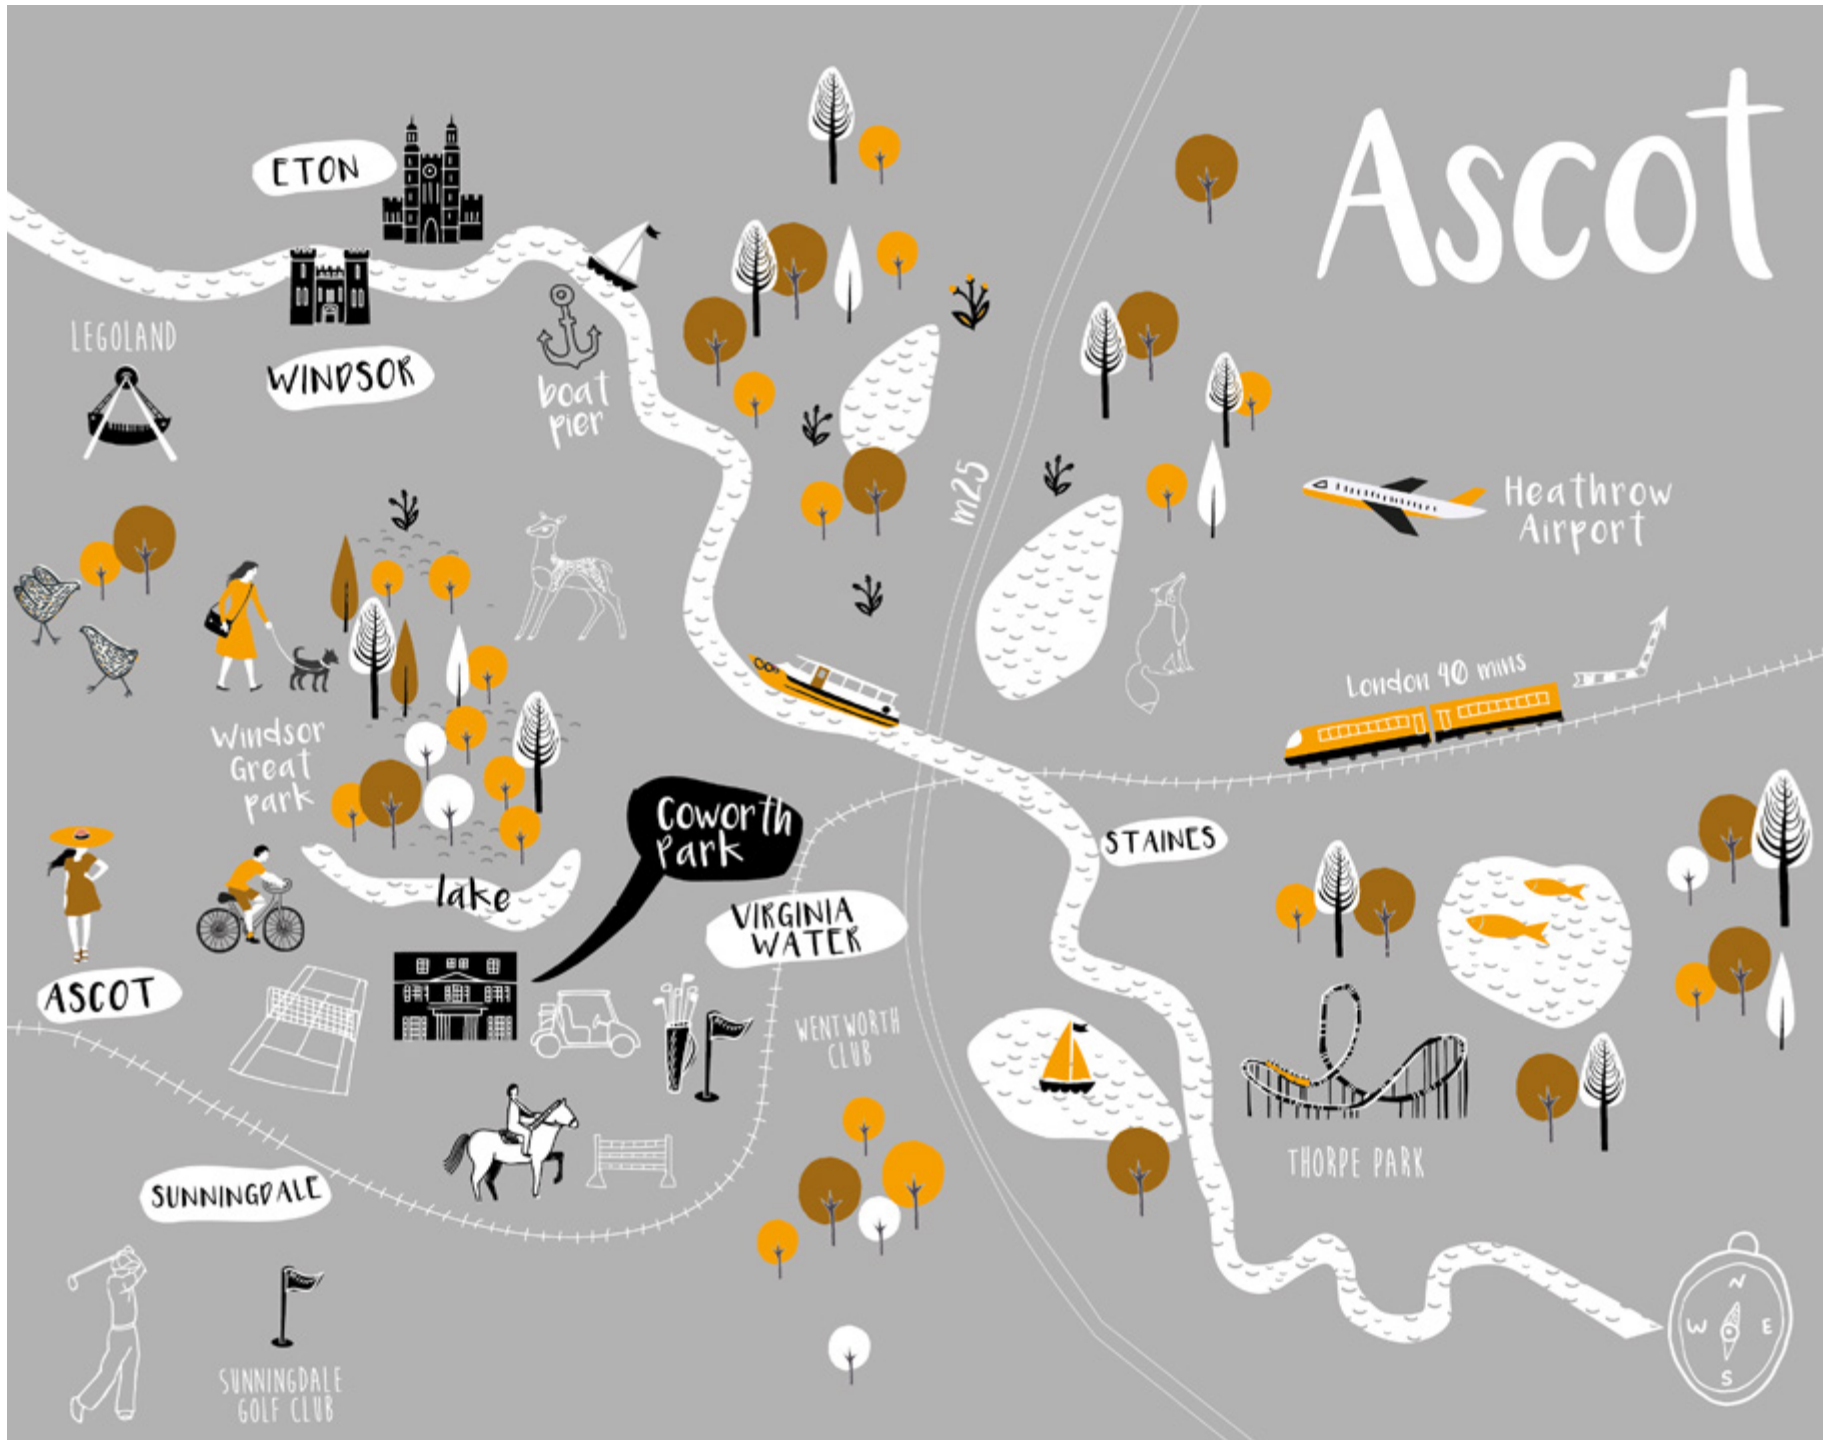 Ascot
ETON
LEGOLAND
WINDSOR
boat
pier
m25
Heathrow
Airport
London 40 mins
Windsor
Great
park
Coworth
Park
STAINES
lake
VIRGINIA
WATER
ASCOT
WENTWORTH
CLUB
THORPE PARK
SUNNINGDALE
N
W
E
S
SUNNINGDALE
GOLF CLUB